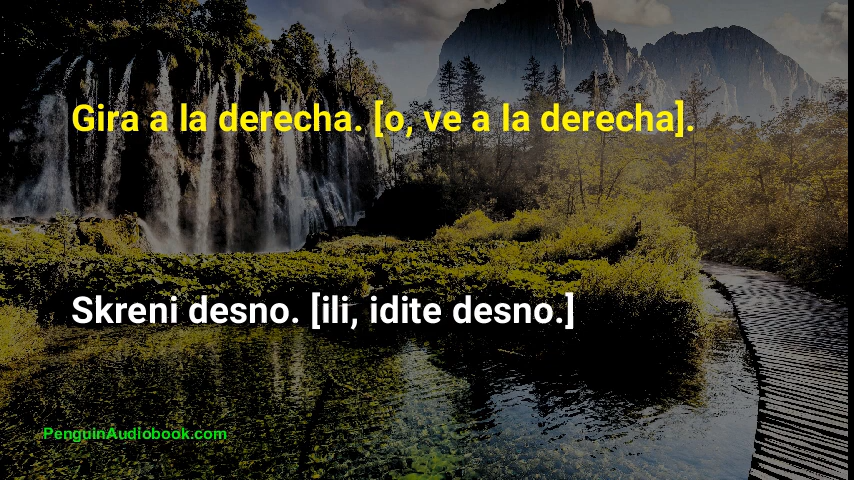 Gira a la derecha. [o, ve a la derecha].
Skreni desno. [ili, idite desno.]
PenguinAudiobook.com